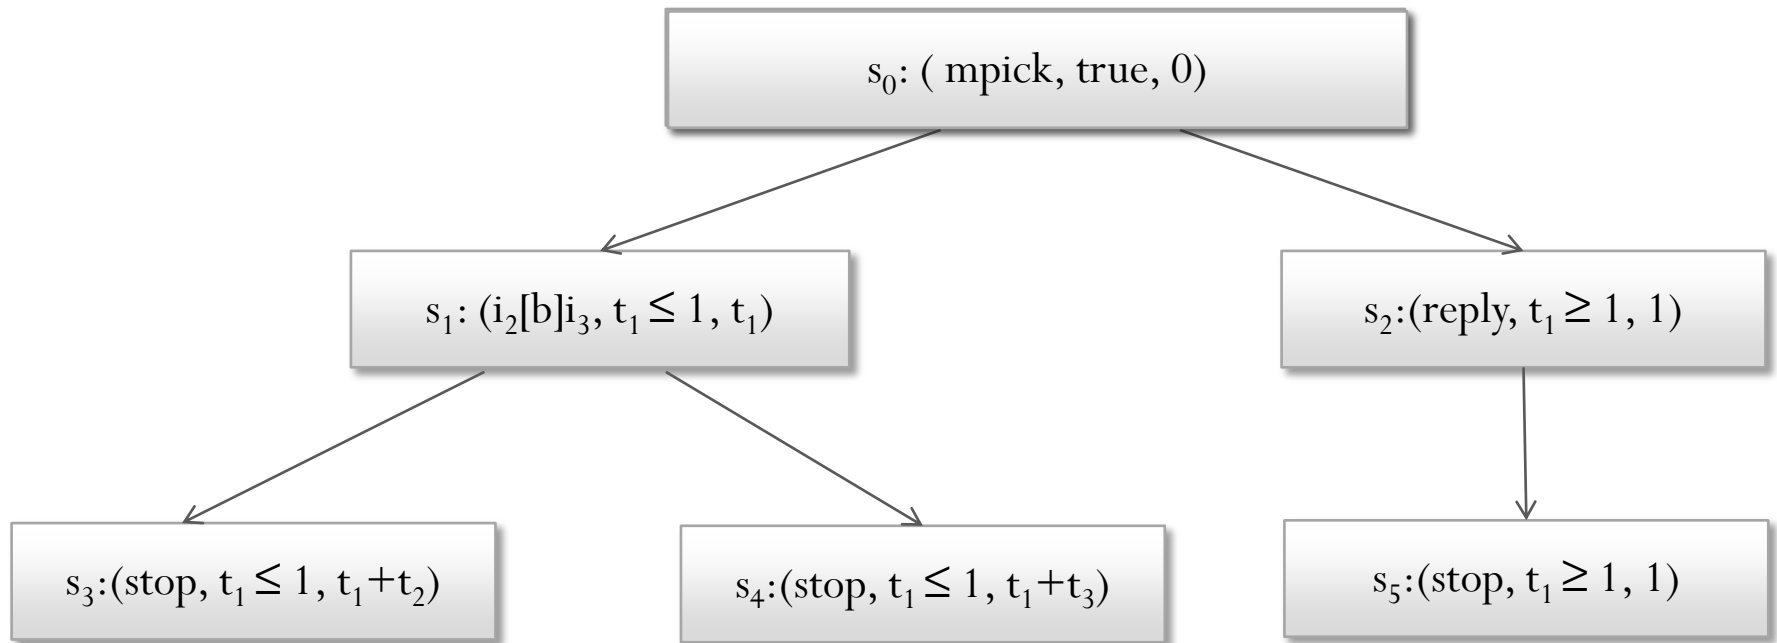 s₀: ( mpick, true, 0)
s₁: (i₂[b]i₃, t₁ ≤ 1, t₁)
s₂:(reply, t₁ ≥ 1, 1)
s₃:(stop, t₁ ≤ 1, t₁+t₂)
s₄:(stop, t₁ ≤ 1, t₁+t₃)
s₅:(stop, t₁ ≥ 1, 1)